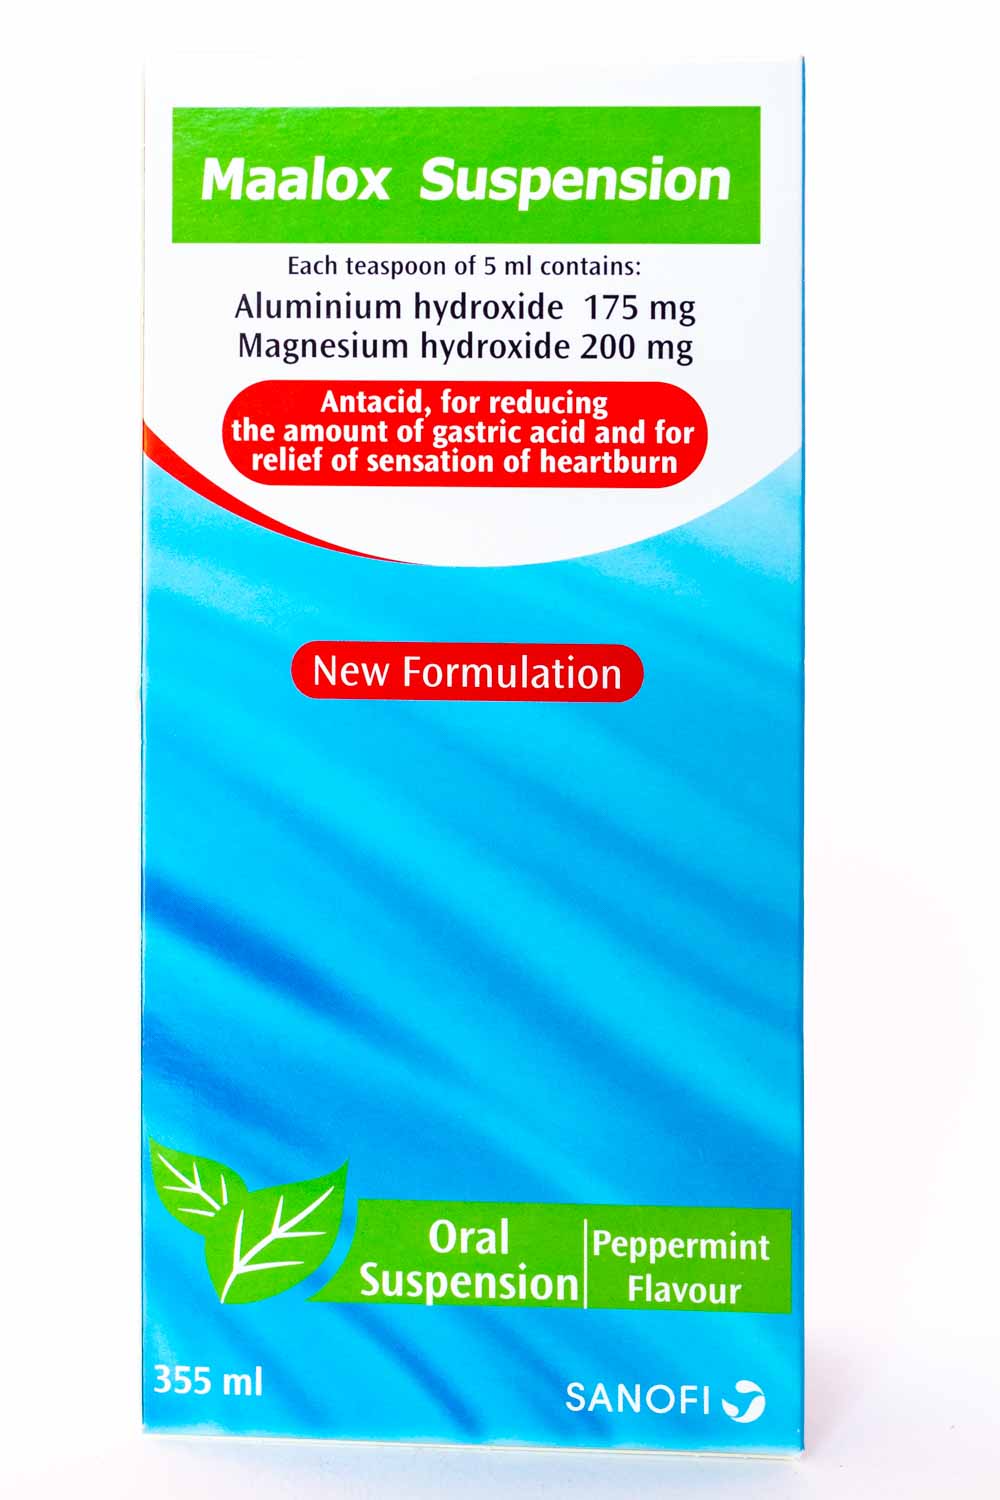 Maalox Suspension
Each teaspoon of 5 ml contains:
Aluminium hydroxide 175 mg
Magnesium hydroxide 200 mg
Antacid, for reducing
the amount of gastric acid and for
relief of sensation of heartburn
New Formulation
Oral
Suspension
Peppermint
Flavour
355 ml
SANOFI